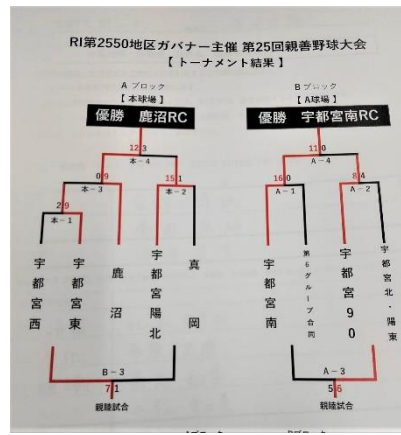 RI第2550地区ガバナー主催 第25回親善野球大会
【 トーナメント結果 】
A ブロック
【 本球場 】
優勝 鹿沼RC
12 3
本-4
0 9
本-3
15 1
本-2
2 9
本-1
宇都宮西
宇都宮東
鹿沼
宇都宮陽北
真岡
B-3
7 1
親睦試合
B ブロック
【 A球場 】
優勝 宇都宮南RC
11 0
A-4
16 0
A-1
8 4
A-2
宇都宮南
第6グループ合同
宇都宮90
宇都宮北・陽東
A-3
5 6
親睦試合